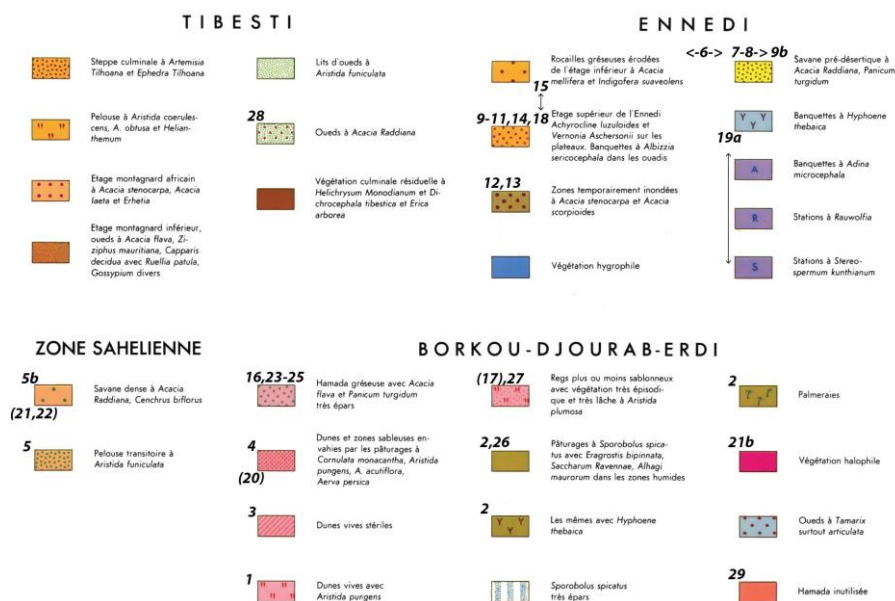 TIBESTI
Steppe culminale à Artemisia
Tilhoana et Ephedra Tilhoana
Pelouse à Aristida coerules-
cens, A. obtusa et Helian-
themum
Etage montagnard africain
à Acacia stenocarpa, Acacia
laeta et Erhetia
Etage montagnard inférieur,
oueds à Acacia flava, Zi-
ziphus mauritiana, Capparis
decidua avec Ruellia patula,
Gossypium divers
Lits d'oueds à
Aristida funiculata
28
Oueds à Acacia Raddiana
Végétation culminale résiduelle à
Helichrysum Monodianum et Di-
chrocephala tibestica et Erica
arborea
ENNEDI
Rocailles gréseuses érodées
de l'étage inférieur à Acacia
mellifera et Indigofera suaveolens
15
9-11,14,18
Etage supérieur de l'Ennedi
Achyrocline luzuloides et
Vernonia Aschersonii sur les
plateaux. Banquettes à Albizzia
sericocephala dans les ouadis
12,13
Zones temporairement inondées
à Acacia stenocarpa et Acacia
scorpioides
Végétation hygrophile
<-6-> 7-8-> 9b
Savane pré-désertique à
Acacia Raddiana, Panicum
turgidum
Y Y Y
Banquettes à Hyphoene
thebaica
19a
A
Banquettes à Adina
microcephala
R
Stations à Rauwolfia
S
Stations à Stereo-
spermum kunthianum
ZONE SAHELIENNE
5b
(21,22)
Savane dense à Acacia
Raddiana, Cenchrus biflorus
5
Pelouse transitoire à
Aristida funiculata
BORKOU-DJOURAB-ERDI
16,23-25
Hamada gréseuse avec Acacia
flava et Panicum turgidum
très épars
4
(20)
Dunes et zones sableuses en-
vahies par les pâturages à
Cornulata monacantha, Aristida
pungens, A. acutiflora,
Aerva persica
3
Dunes vives stériles
1
Dunes vives avec
Aristida pungens
(17),27
Regs plus ou moins sablonneux
avec végétation très épisodi-
que et très lâche à Aristida
plumosa
2,26
Pâturages à Sporobolus spica-
tus avec Eragrostis bipinnata,
Saccharum Ravennae, Alhagi
maurorum dans les zones humides
2
Y Y Y
Les mêmes avec Hyphoene
thebaica
Sporobolus spicatus
très épars
2
Palmeraies
21b
Végétation halophile
Oueds à Tamarix
surtout articulata
29
Hamada inutilisée